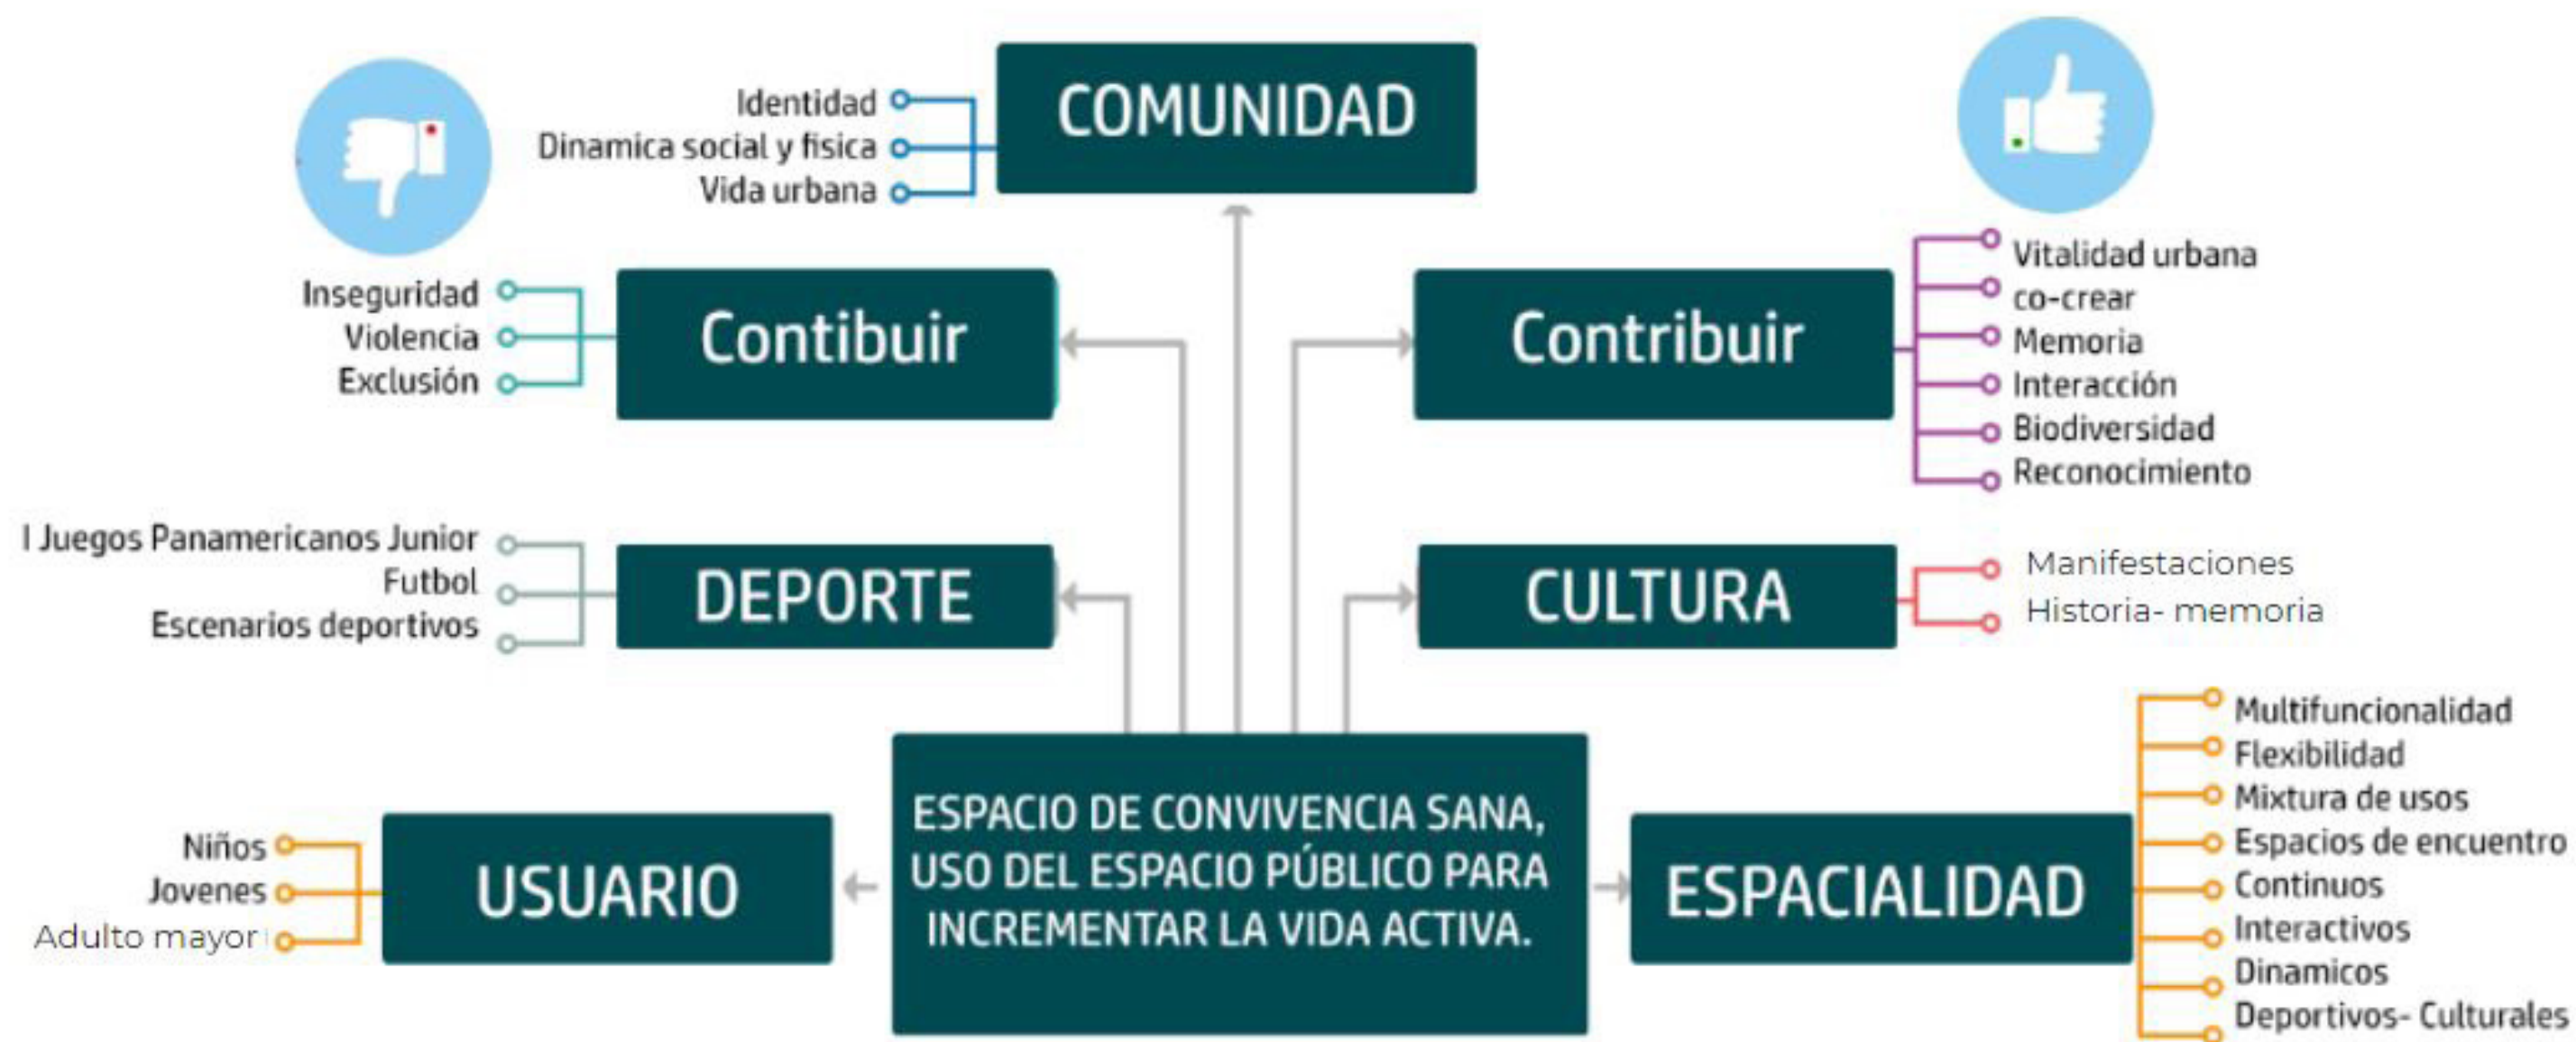 COMUNIDAD
Identidad
Dinamica social y fisica
Vida urbana
Contibuir
Inseguridad
Violencia
Exclusión
Contribuir
Vitalidad urbana
co-crear
Memoria
Interacción
Biodiversidad
Reconocimiento
DEPORTE
I Juegos Panamericanos Junior
Futbol
Escenarios deportivos
CULTURA
Manifestaciones
Historia- memoria
USUARIO
Niños
Jovenes
Adulto mayor
ESPACIO DE CONVIVENCIA SANA,
USO DEL ESPACIO PÚBLICO PARA
INCREMENTAR LA VIDA ACTIVA.
ESPACIALIDAD
Multifuncionalidad
Flexibilidad
Mixtura de usos
Espacios de encuentro
Continuos
Interactivos
Dinamicos
Deportivos- Culturales